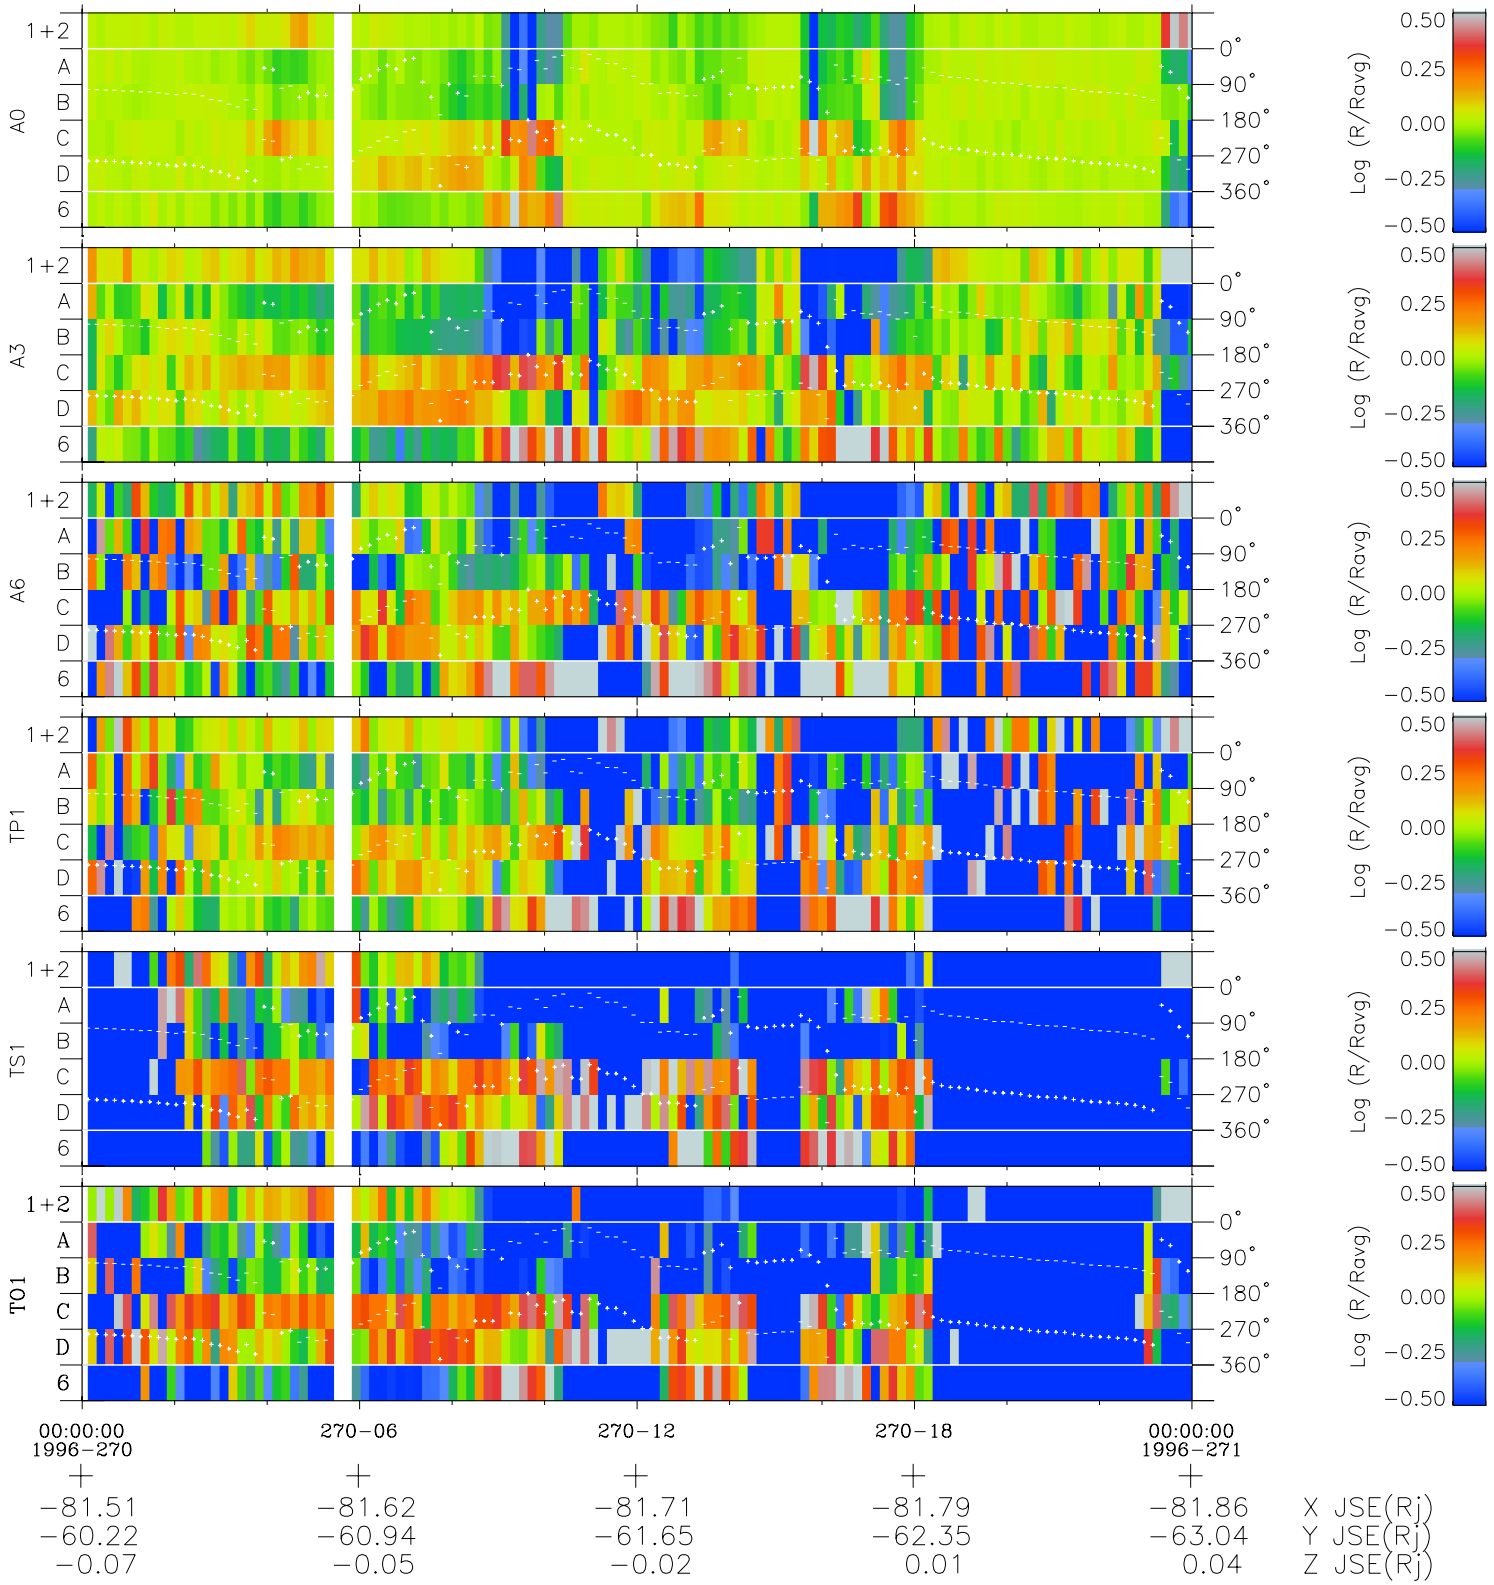 A0
1+2
A
B
C
D
6
0°
90°
180°
270°
360°
Log (R/Ravg)
0.50
0.25
0.00
−0.25
−0.50
A3
1+2
A
B
C
D
6
0°
90°
180°
270°
360°
Log (R/Ravg)
0.50
0.25
0.00
−0.25
−0.50
A6
1+2
A
B
C
D
6
0°
90°
180°
270°
360°
Log (R/Ravg)
0.50
0.25
0.00
−0.25
−0.50
TP1
1+2
A
B
C
D
6
0°
90°
180°
270°
360°
Log (R/Ravg)
0.50
0.25
0.00
−0.25
−0.50
TS1
1+2
A
B
C
D
6
0°
90°
180°
270°
360°
Log (R/Ravg)
0.50
0.25
0.00
−0.25
−0.50
TO1
1+2
A
B
C
D
6
0°
90°
180°
270°
360°
Log (R/Ravg)
0.50
0.25
0.00
−0.25
−0.50
00:00:00 270−06 270−12 270−18 00:00:00
1996−270 1996−271
−81.51 −81.62 −81.71 −81.79 −81.86 X JSE(Rj)
−60.22 −60.94 −61.65 −62.35 −63.04 Y JSE(Rj)
−0.07 −0.05 −0.02 0.01 0.04 Z JSE(Rj)